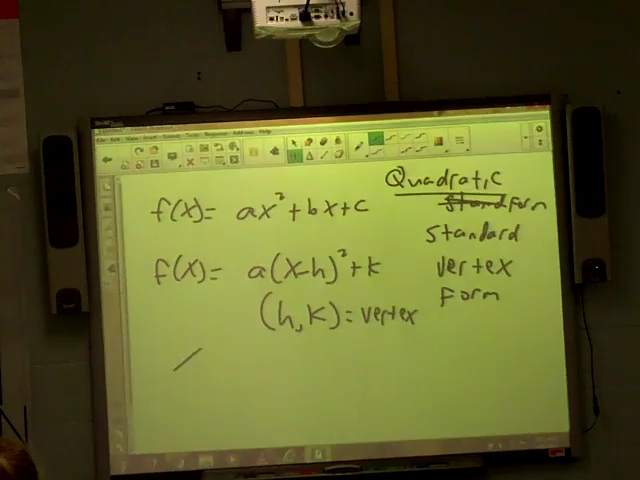 Quadratic
f(x)= ax²+bx+c
Standform
standard
f(x)= a(x-h)²+k
vertex
form
(h,k)=vertex